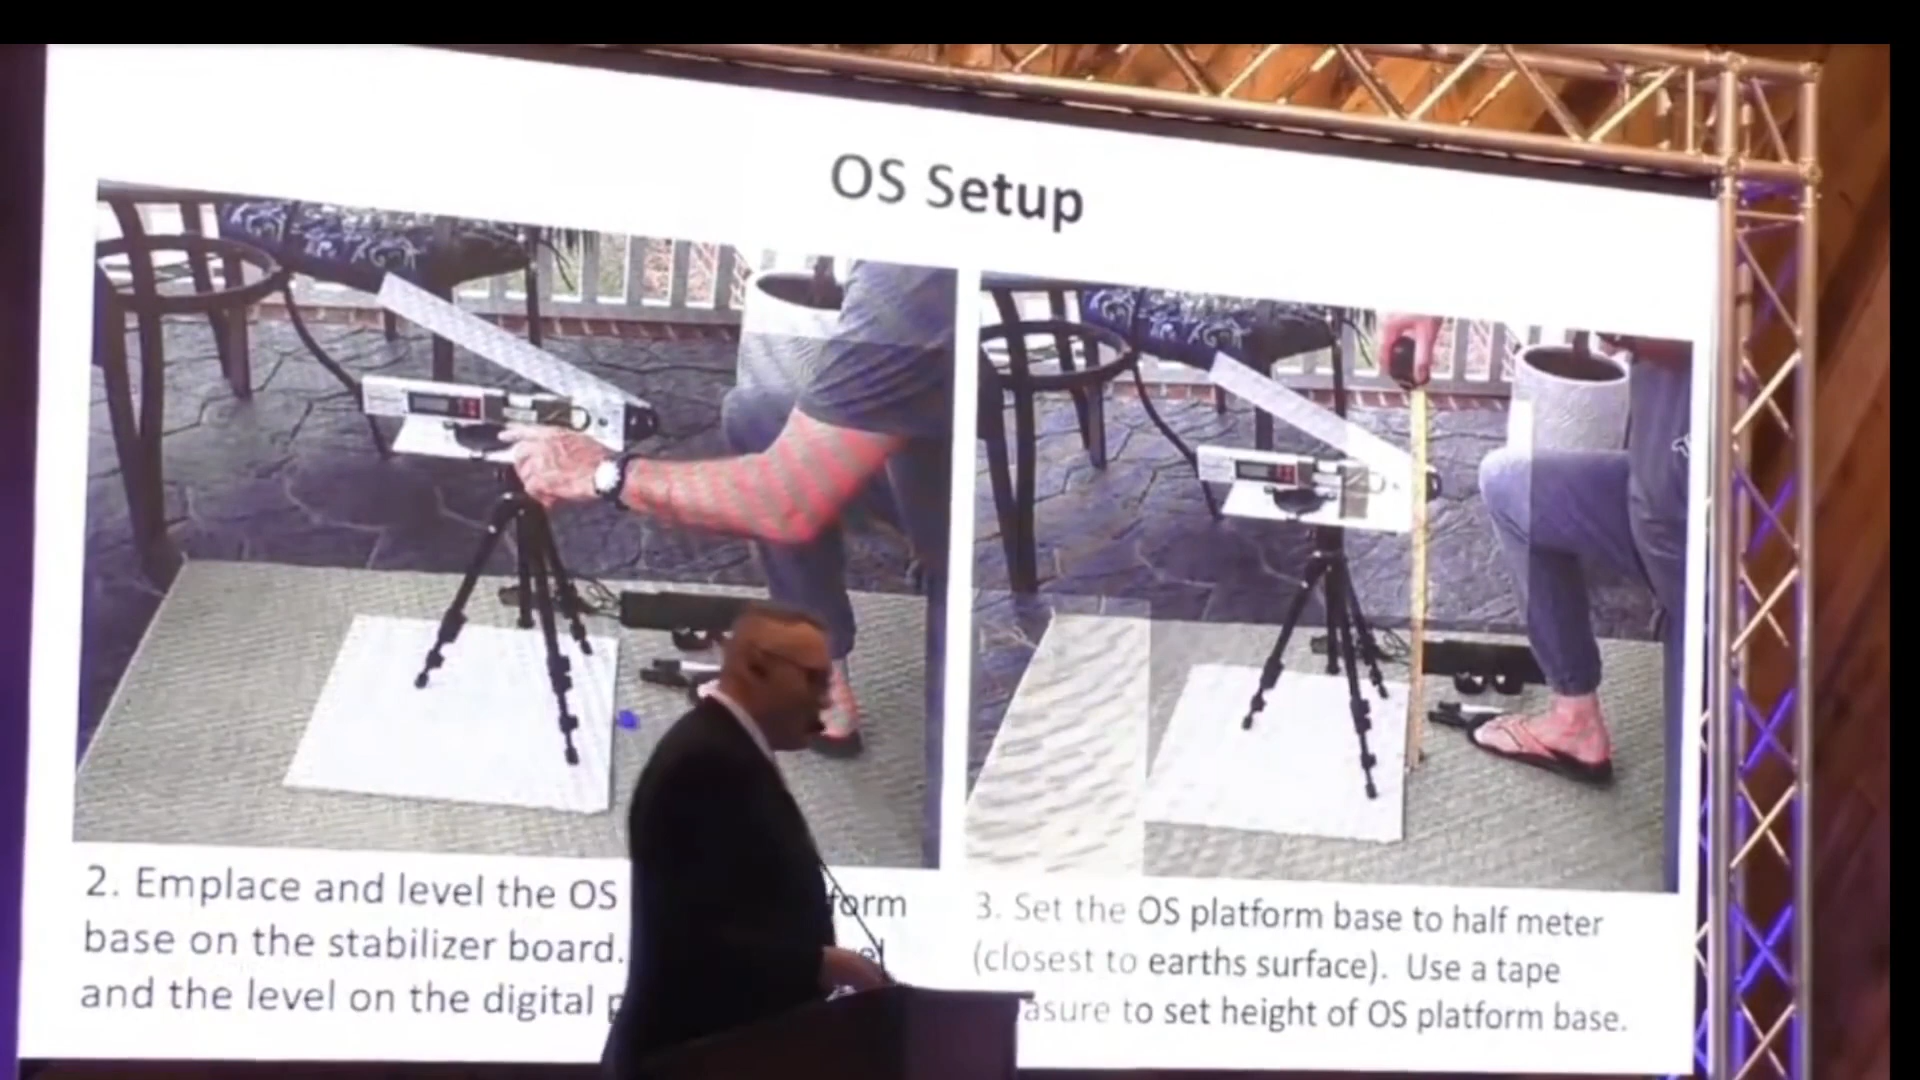 OS Setup
2. Emplace and level the OS form
base on the stabilizer board. el
and the level on the digital
3. Set the OS platform base to half meter
(closest to earths surface). Use a tape
asure to set height of OS platform base.